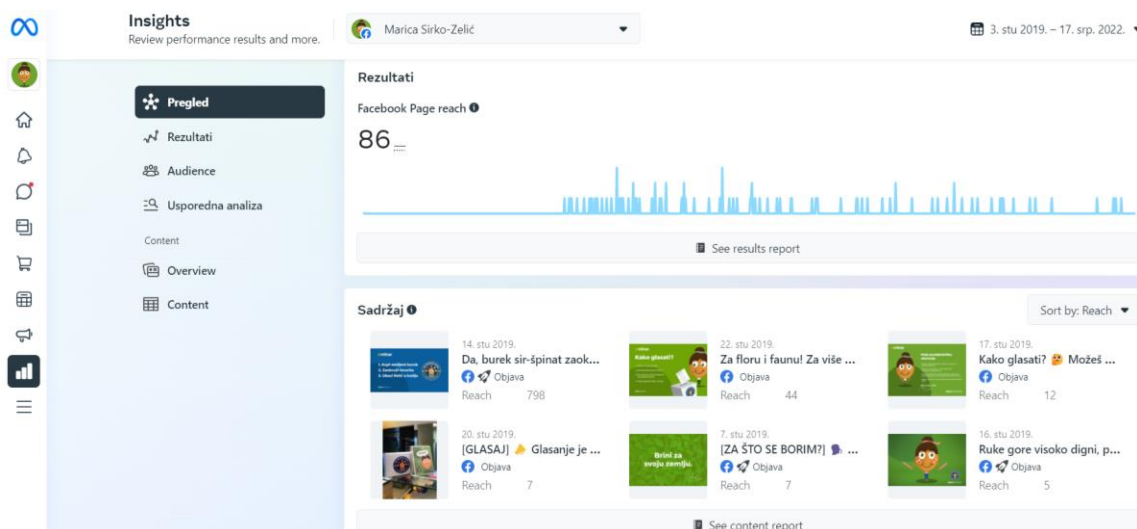 Insights
Review performance results and more.
Marica Sirko-Zelić
3. stu 2019. – 17. srp. 2022.
Pregled
Rezultati
Audience
Usporedna analiza
Content
Overview
Content
Rezultati
Facebook Page reach
86
See results report
Sadržaj
Sort by: Reach
14. stu 2019.
Da, burek sir-špinat zaok...
Objava
Reach 798
Kako glasati?
22. stu 2019.
Za floru i faunu! Za više ...
Objava
Reach 44
17. stu 2019.
Kako glasati? 🤔 Možeš ...
Objava
Reach 12
20. stu 2019.
[GLASAJ] Glasanje je ...
Objava
Reach 7
Brini za
svoju zemlju.
7. stu 2019.
[ZA ŠTO SE BORIM?] 🗣 ...
Objava
Reach 7
16. stu 2019.
Ruke gore visoko digni, p...
Objava
Reach 5
See content report